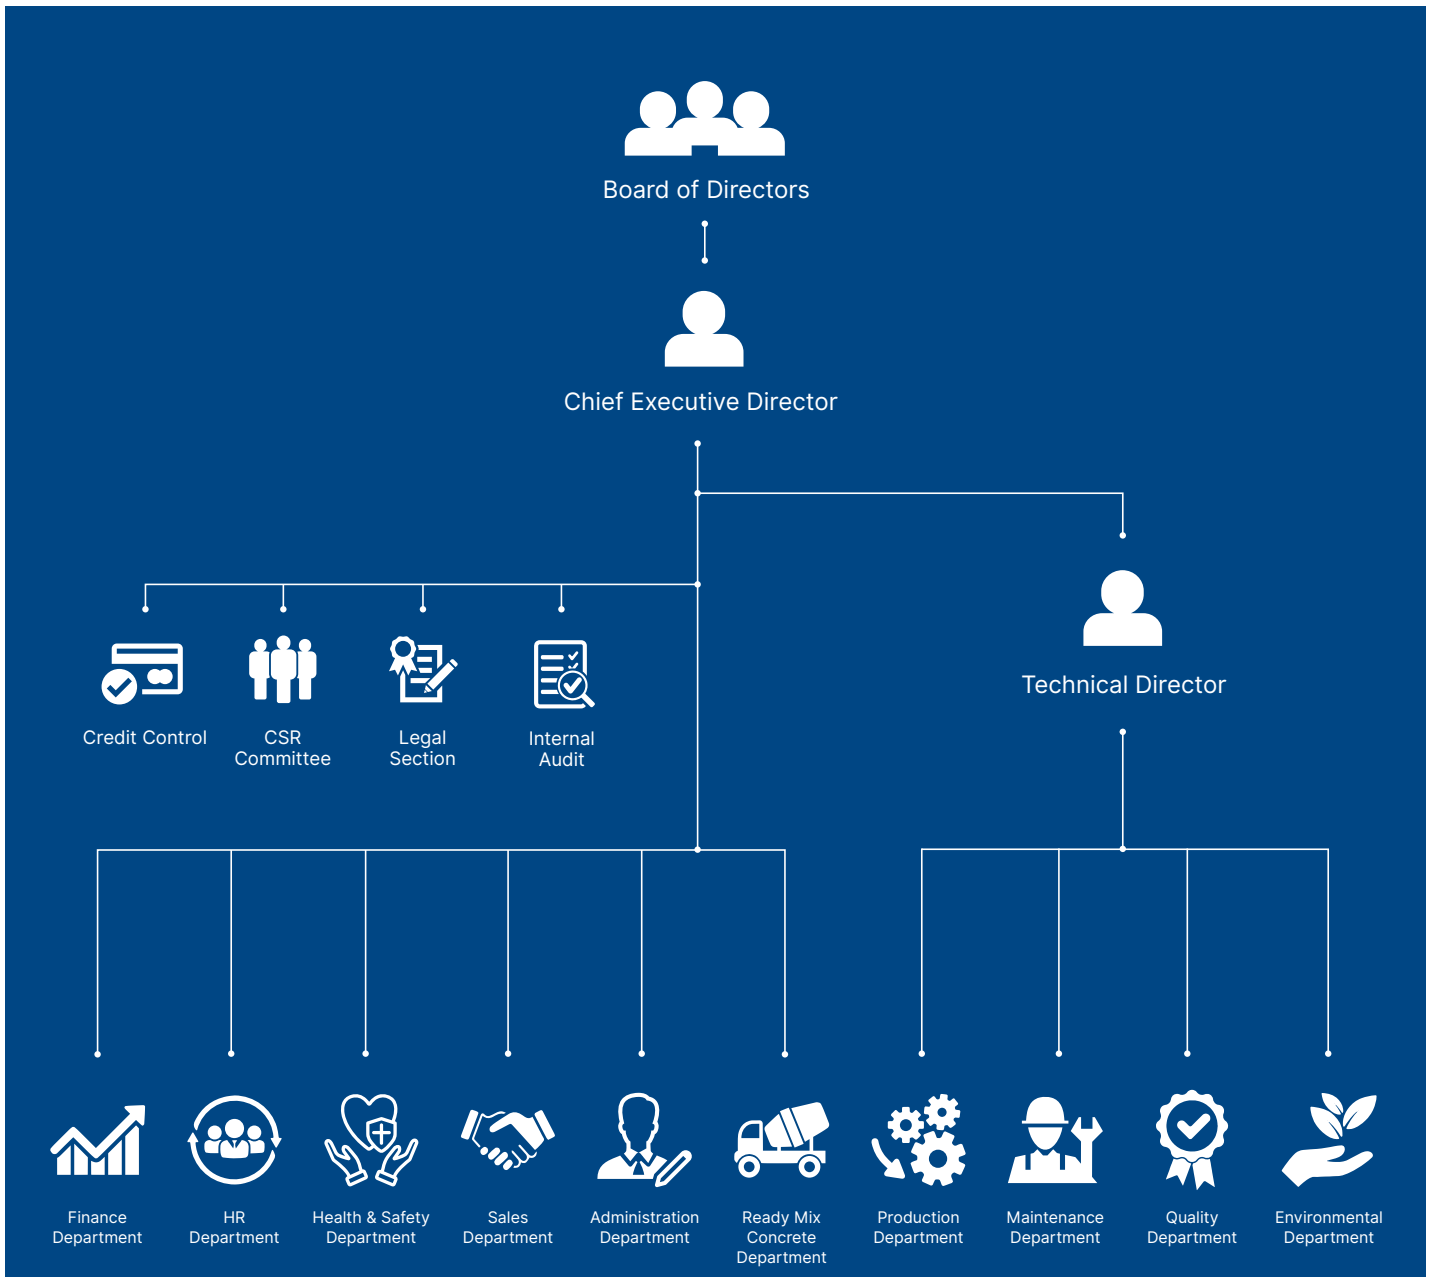 Board of Directors
Chief Executive Director
Technical Director
Credit Control
CSR
Committee
Legal
Section
Internal
Audit
Finance
Department
HR
Department
Health & Safety
Department
Sales
Department
Administration
Department
Ready Mix
Concrete
Department
Production
Department
Maintenance
Department
Quality
Department
Environmental
Department